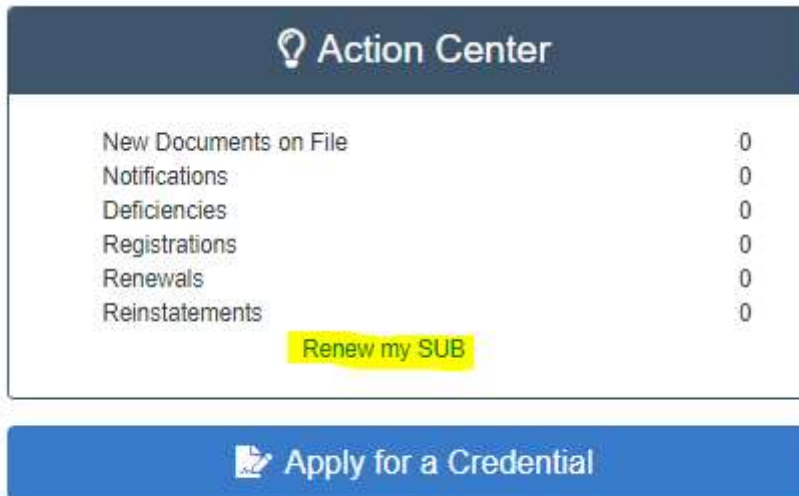 Action Center
New Documents on File 0
Notifications 0
Deficiencies 0
Registrations 0
Renewals 0
Reinstatements 0
Renew my SUB
Apply for a Credential